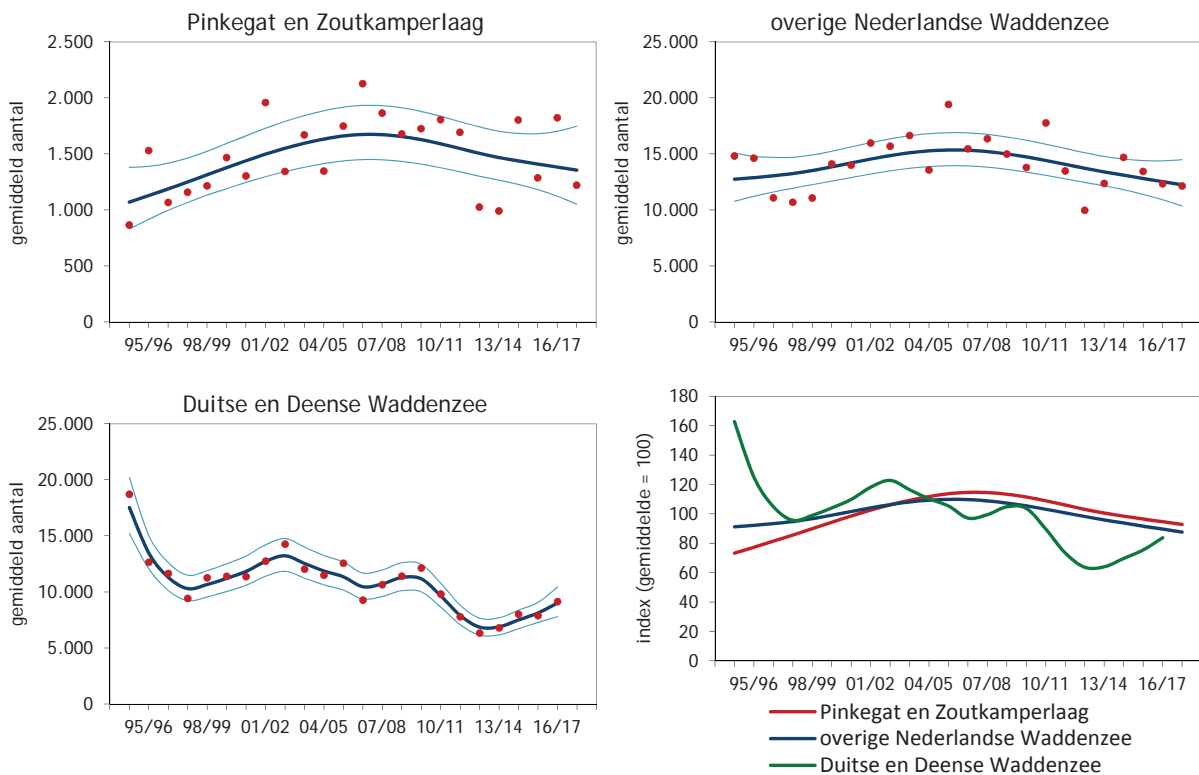 Pinkegat en Zoutkamperlaag
gemiddeld aantal
2.500
2.000
1.500
1.000
500
0
95/96 98/99 01/02 04/05 07/08 10/11 13/14 16/17
overige Nederlandse Waddenzee
gemiddeld aantal
25.000
20.000
15.000
10.000
5.000
0
95/96 98/99 01/02 04/05 07/08 10/11 13/14 16/17
Duitse en Deense Waddenzee
gemiddeld aantal
25.000
20.000
15.000
10.000
5.000
0
95/96 98/99 01/02 04/05 07/08 10/11 13/14 16/17
index (gemiddelde = 100)
180
160
140
120
100
80
60
40
20
0
95/96 98/99 01/02 04/05 07/08 10/11 13/14 16/17
Pinkegat en Zoutkamperlaag
overige Nederlandse Waddenzee
Duitse en Deense Waddenzee